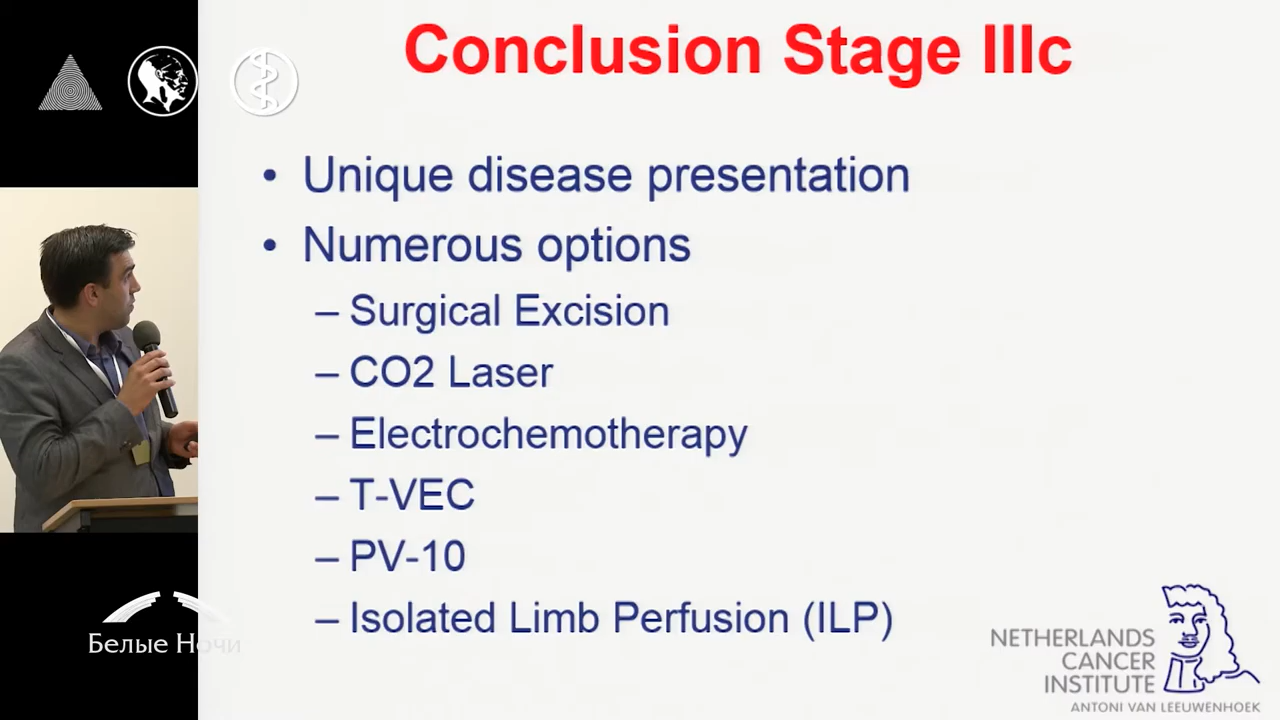 Conclusion Stage IIIc
• Unique disease presentation
• Numerous options
– Surgical Excision
– CO2 Laser
– Electrochemotherapy
– T-VEC
– PV-10
– Isolated Limb Perfusion (ILP)
Белые Ночи
NETHERLANDS
CANCER
INSTITUTE
ANTONI VAN LEEUWENHOEK